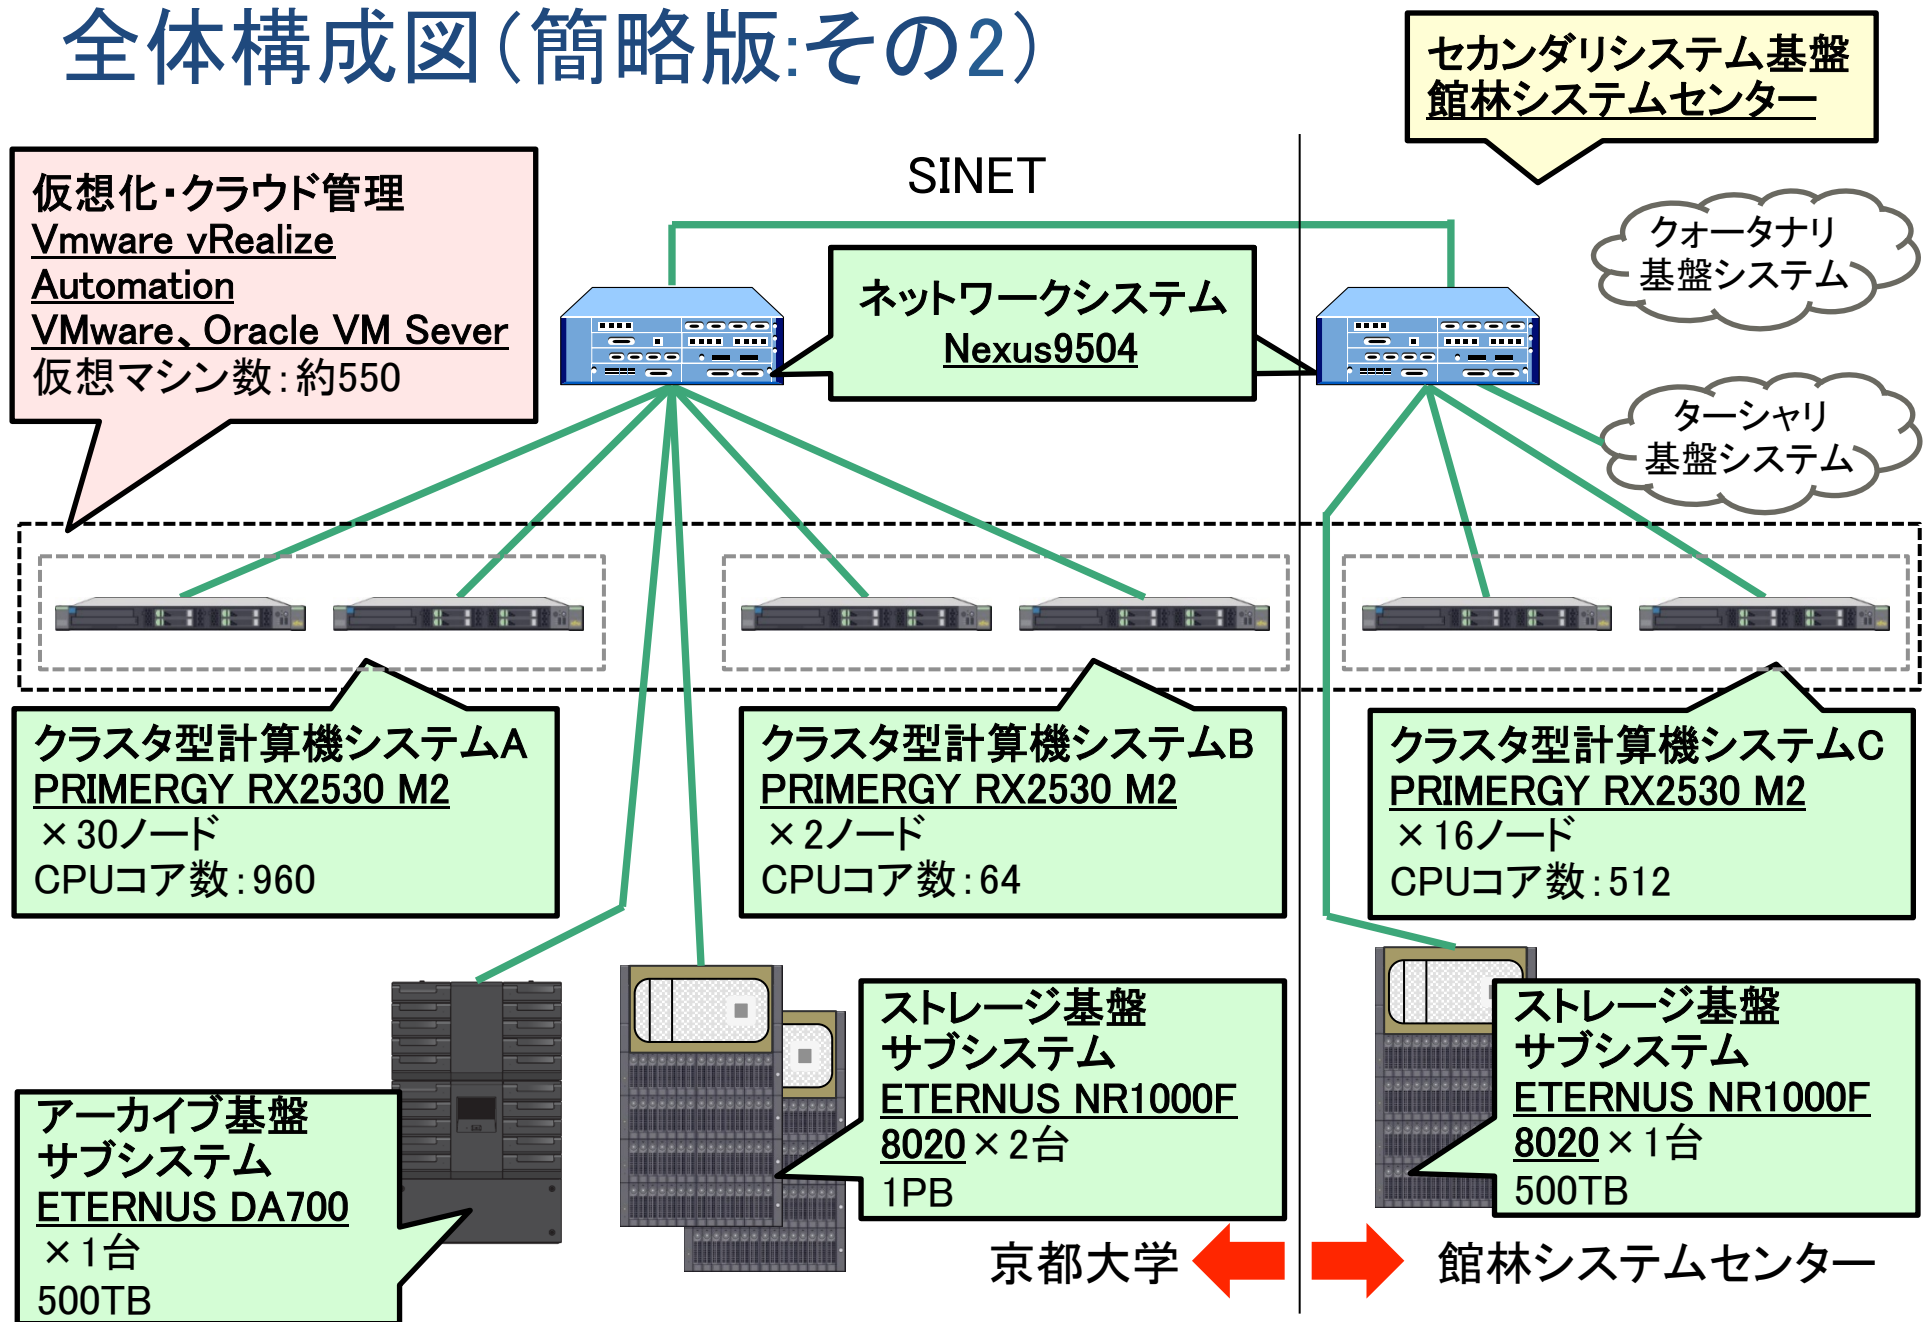 全体構成図（簡略版:その2）
セカンダリシステム基盤
館林システムセンター
仮想化・クラウド管理
Vmware vRealize
Automation
VMware、Oracle VM Sever
仮想マシン数：約550
SINET
ネットワークシステム
Nexus9504
クォータナリ
基盤システム
ターシャリ
基盤システム
クラスタ型計算機システムA
PRIMERGY RX2530 M2
×30ノード
CPUコア数：960
クラスタ型計算機システムB
PRIMERGY RX2530 M2
×2ノード
CPUコア数：64
クラスタ型計算機システムC
PRIMERGY RX2530 M2
×16ノード
CPUコア数：512
アーカイブ基盤
サブシステム
ETERNUS DA700
×1台
500TB
ストレージ基盤
サブシステム
ETERNUS NR1000F
8020×2台
1PB
ストレージ基盤
サブシステム
ETERNUS NR1000F
8020×1台
500TB
京都大学
館林システムセンター